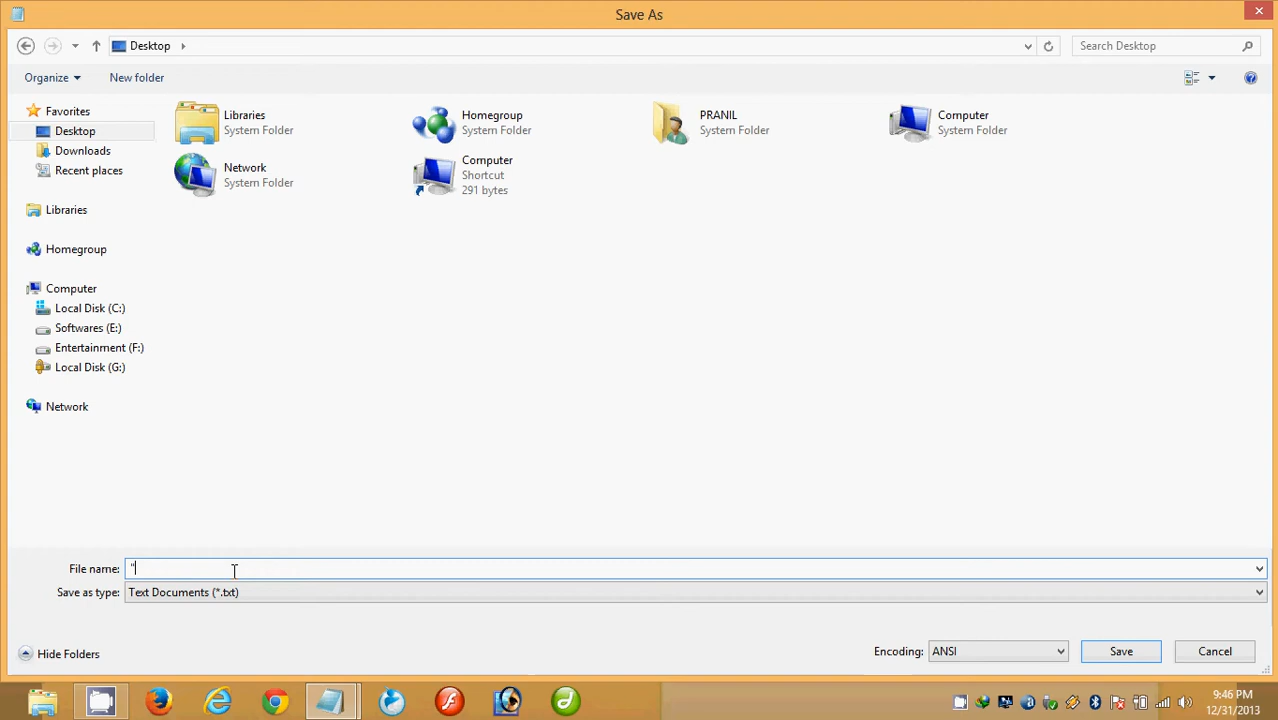 Save As
Desktop
Search Desktop
Organize
New folder
Favorites
Desktop
Downloads
Recent places
Libraries
Homegroup
Computer
Local Disk (C:)
Softwares (E:)
Entertainment (F:)
Local Disk (G:)
Network
Libraries
System Folder
Homegroup
System Folder
PRANIL
System Folder
Computer
System Folder
Network
System Folder
Computer
Shortcut
291 bytes
File name: "
Save as type: Text Documents (*.txt)
Hide Folders
Encoding: ANSI
Save
Cancel
9:46 PM
12/31/2013